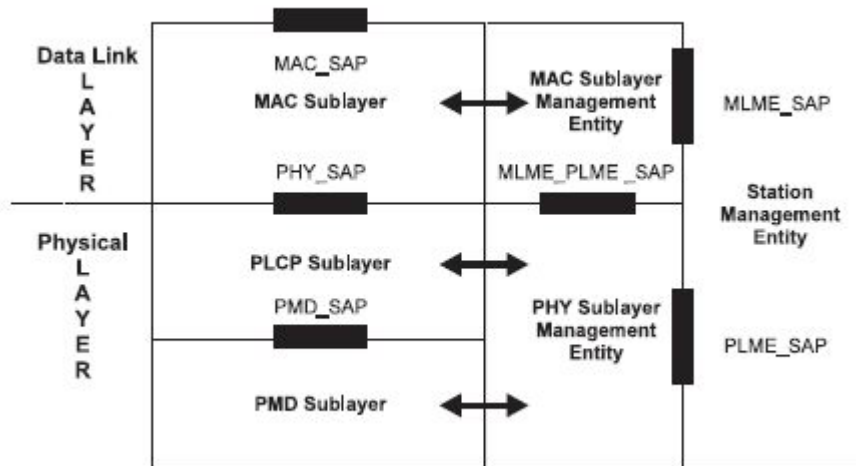 Data Link
L
A
Y
E
R
MAC_SAP
MAC Sublayer
MAC Sublayer
Management
Entity
MLME_SAP
PHY_SAP
MLME_PLME _SAP
Station
Management
Entity
Physical
L
A
Y
E
R
PLCP Sublayer
PMD_SAP
PHY Sublayer
Management
Entity
PLME_SAP
PMD Sublayer